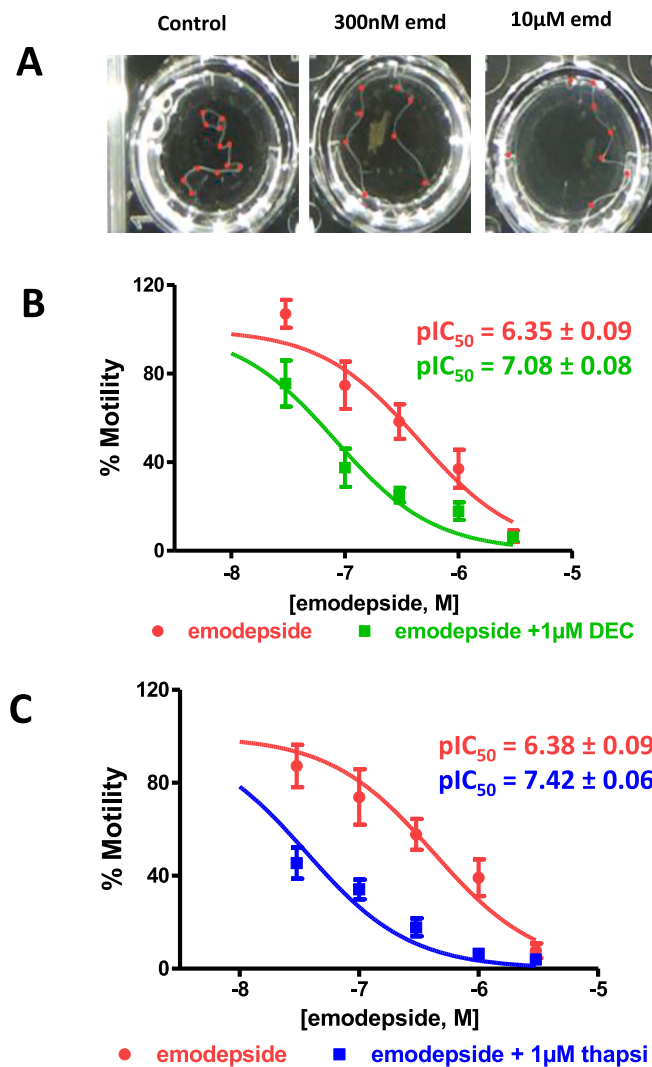 Control
300nM emd
10µM emd
A
B
120
80
40
0
% Motility
pIC50 = 6.35 ± 0.09
pIC50 = 7.08 ± 0.08
-8
-7
-6
-5
[emodepside, M]
emodepside
emodepside +1µM DEC
C
120
80
40
0
% Motility
pIC50 = 6.38 ± 0.09
pIC50 = 7.42 ± 0.06
-8
-7
-6
-5
[emodepside, M]
emodepside
emodepside + 1µM thapsi